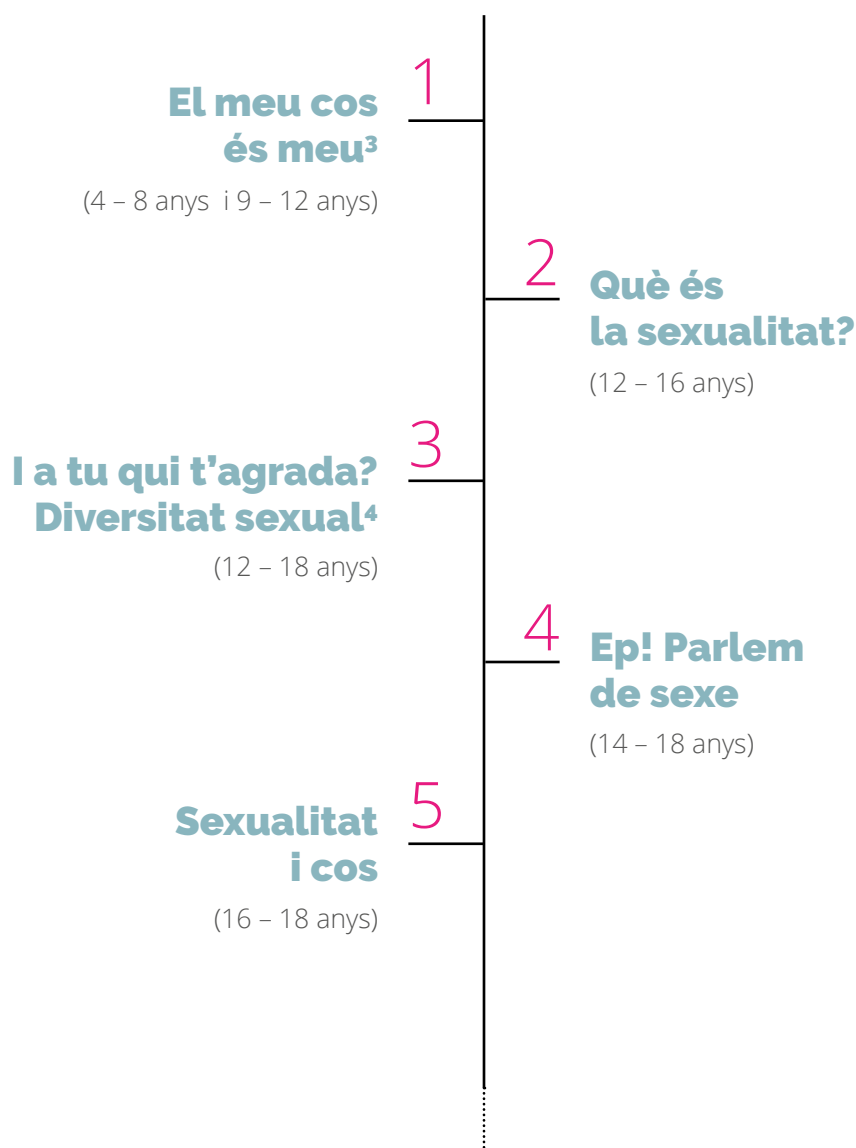 1
El meu cos
és meu³
(4 – 8 anys i 9 – 12 anys)
2
Què és
la sexualitat?
(12 – 16 anys)
3
I a tu qui t’agrada?
Diversitat sexual⁴
(12 – 18 anys)
4
Ep! Parlem
de sexe
(14 – 18 anys)
5
Sexualitat
i cos
(16 – 18 anys)